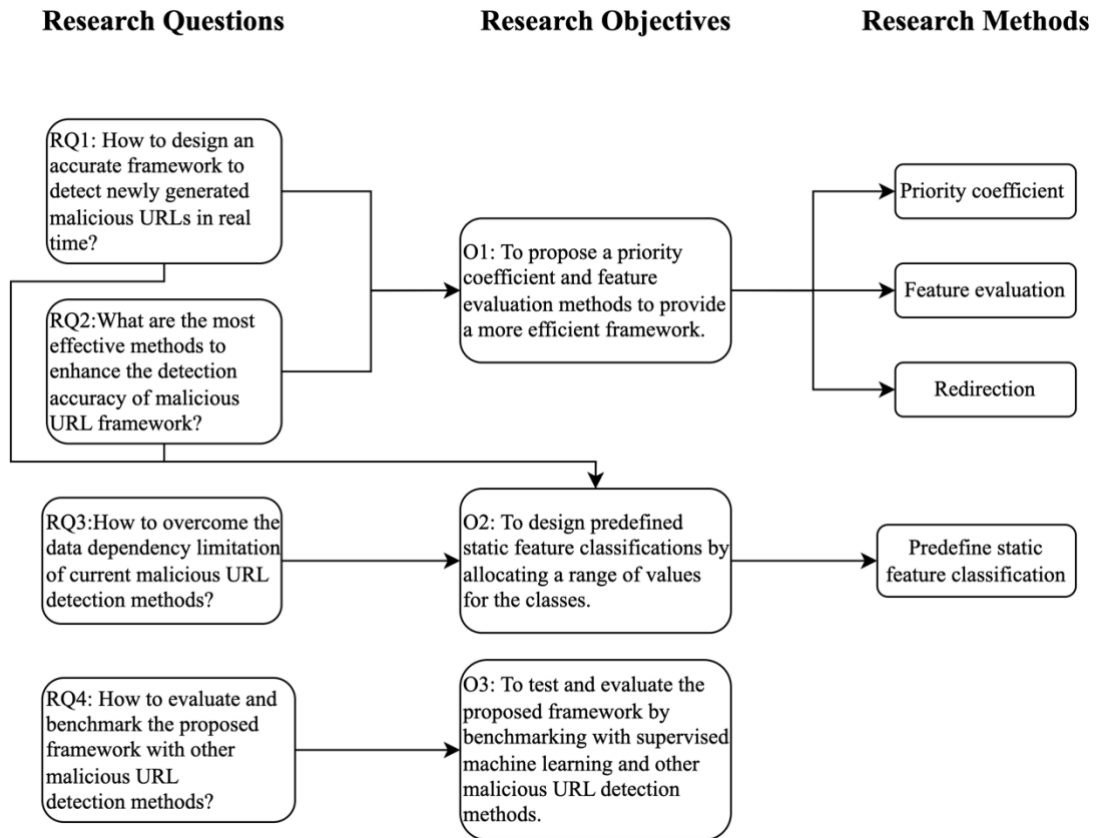 Research Questions
Research Objectives
Research Methods
RQ1: How to design an
accurate framework to
detect newly generated
malicious URLs in real
time?
RQ2:What are the most
effective methods to
enhance the detection
accuracy of malicious
URL framework?
O1: To propose a priority
coefficient and feature
evaluation methods to provide
a more efficient framework.
Priority coefficient
Feature evaluation
Redirection
RQ3:How to overcome the
data dependency limitation
of current malicious URL
detection methods?
O2: To design predefined
static feature classifications by
allocating a range of values
for the classes.
Predefine static
feature classification
RQ4: How to evaluate and
benchmark the proposed
framework with other
malicious URL
detection methods?
O3: To test and evaluate the
proposed framework by
benchmarking with supervised
machine learning and other
malicious URL detection
methods.